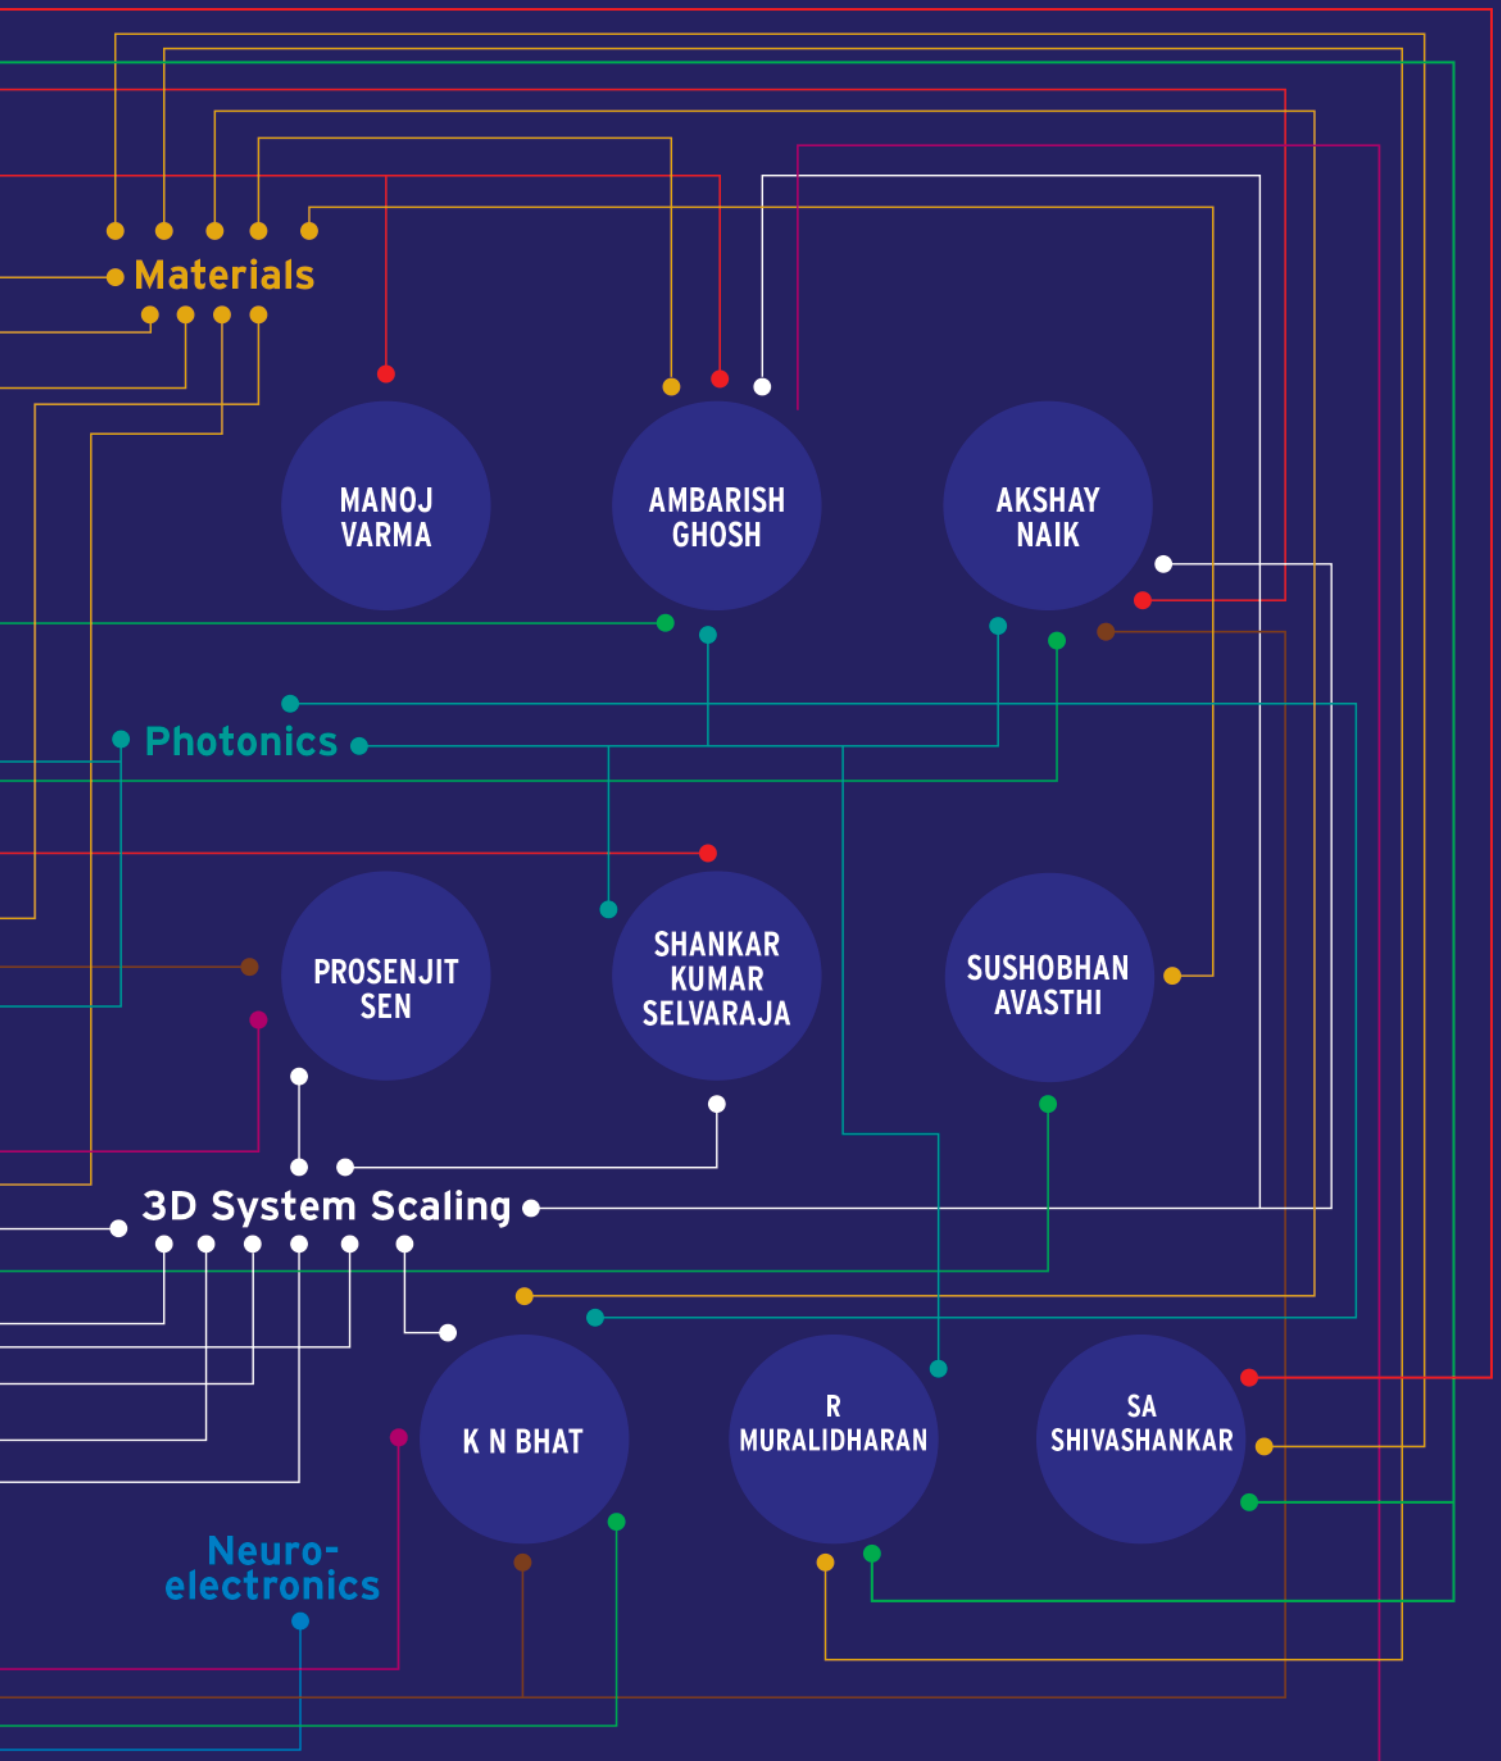 Materials
MANOJ
VARMA
AMBARISH
GHOSH
AKSHAY
NAIK
Photonics
PROSENJIT
SEN
SHANKAR
KUMAR
SELVARAJA
SUSHOBHAN
AVASTHI
3D System Scaling
K N BHAT
R
MURALIDHARAN
SA
SHIVASHANKAR
Neuro-
electronics